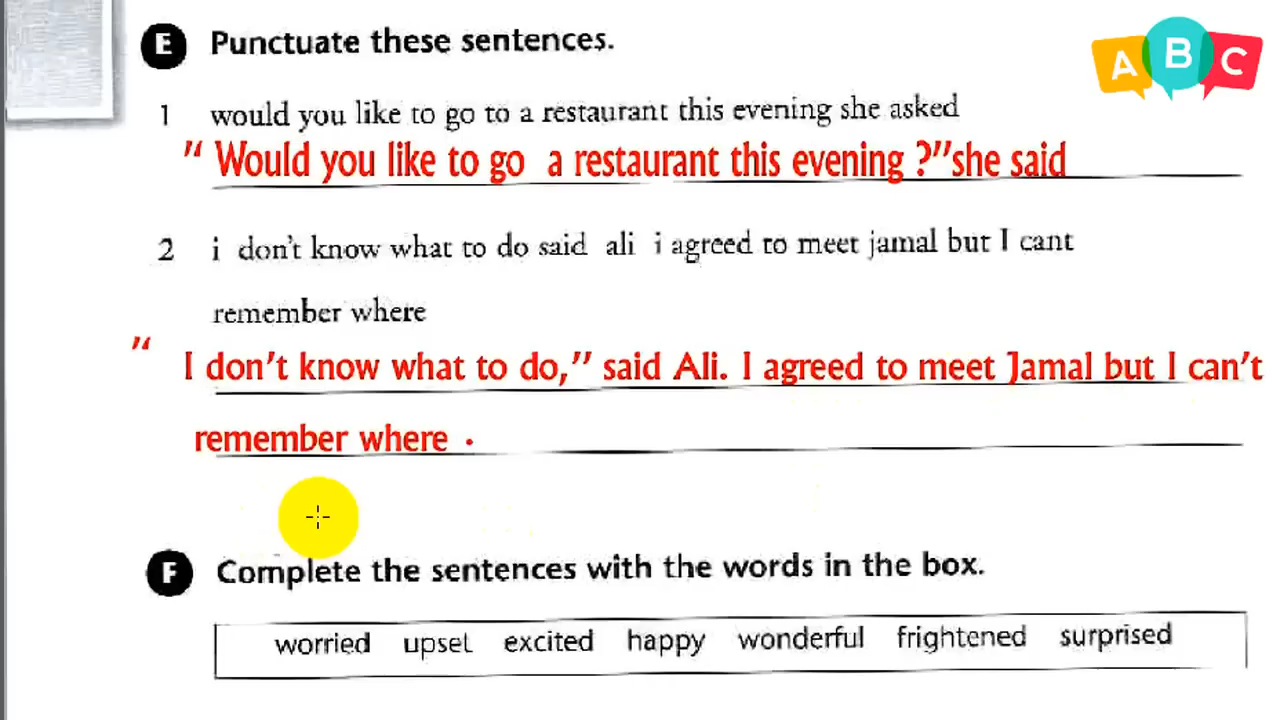 A B C
E Punctuate these sentences.
1 would you like to go to a restaurant this evening she asked
“ Would you like to go a restaurant this evening ?”she said
2 i don't know what to do said ali i agreed to meet jamal but I cant
remember where
“ I don't know what to do,” said Ali. I agreed to meet Jamal but I can't
remember where .
F Complete the sentences with the words in the box.
worried upset excited happy wonderful frightened surprised